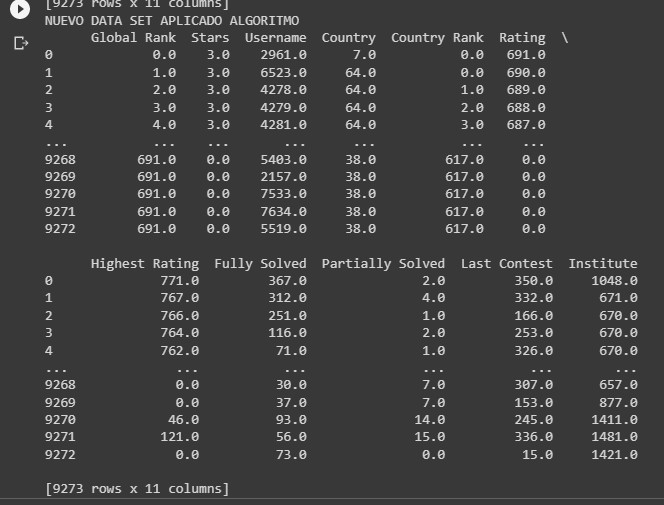 [9273 rows x 11 columns]
NUEVO DATA SET APLICADO ALGORITMO
Global Rank Stars Username Country Country Rank Rating \
0 0.0 3.0 2961.0 7.0 0.0 691.0
1 1.0 3.0 6523.0 64.0 0.0 690.0
2 2.0 3.0 4278.0 64.0 1.0 689.0
3 3.0 3.0 4279.0 64.0 2.0 688.0
4 4.0 3.0 4281.0 64.0 3.0 687.0
... ... ... ... ... ... ...
9268 691.0 0.0 5403.0 38.0 617.0 0.0
9269 691.0 0.0 2157.0 38.0 617.0 0.0
9270 691.0 0.0 7533.0 38.0 617.0 0.0
9271 691.0 0.0 7634.0 38.0 617.0 0.0
9272 691.0 0.0 5519.0 38.0 617.0 0.0
Highest Rating Fully Solved Partially Solved Last Contest Institute
0 771.0 367.0 2.0 350.0 1048.0
1 767.0 312.0 4.0 332.0 671.0
2 766.0 251.0 1.0 166.0 670.0
3 764.0 116.0 2.0 253.0 670.0
4 762.0 71.0 1.0 326.0 670.0
... ... ... ... ... ...
9268 0.0 30.0 7.0 307.0 657.0
9269 0.0 37.0 7.0 153.0 877.0
9270 46.0 93.0 14.0 245.0 1411.0
9271 121.0 56.0 15.0 336.0 1481.0
9272 0.0 73.0 0.0 15.0 1421.0
[9273 rows x 11 columns]